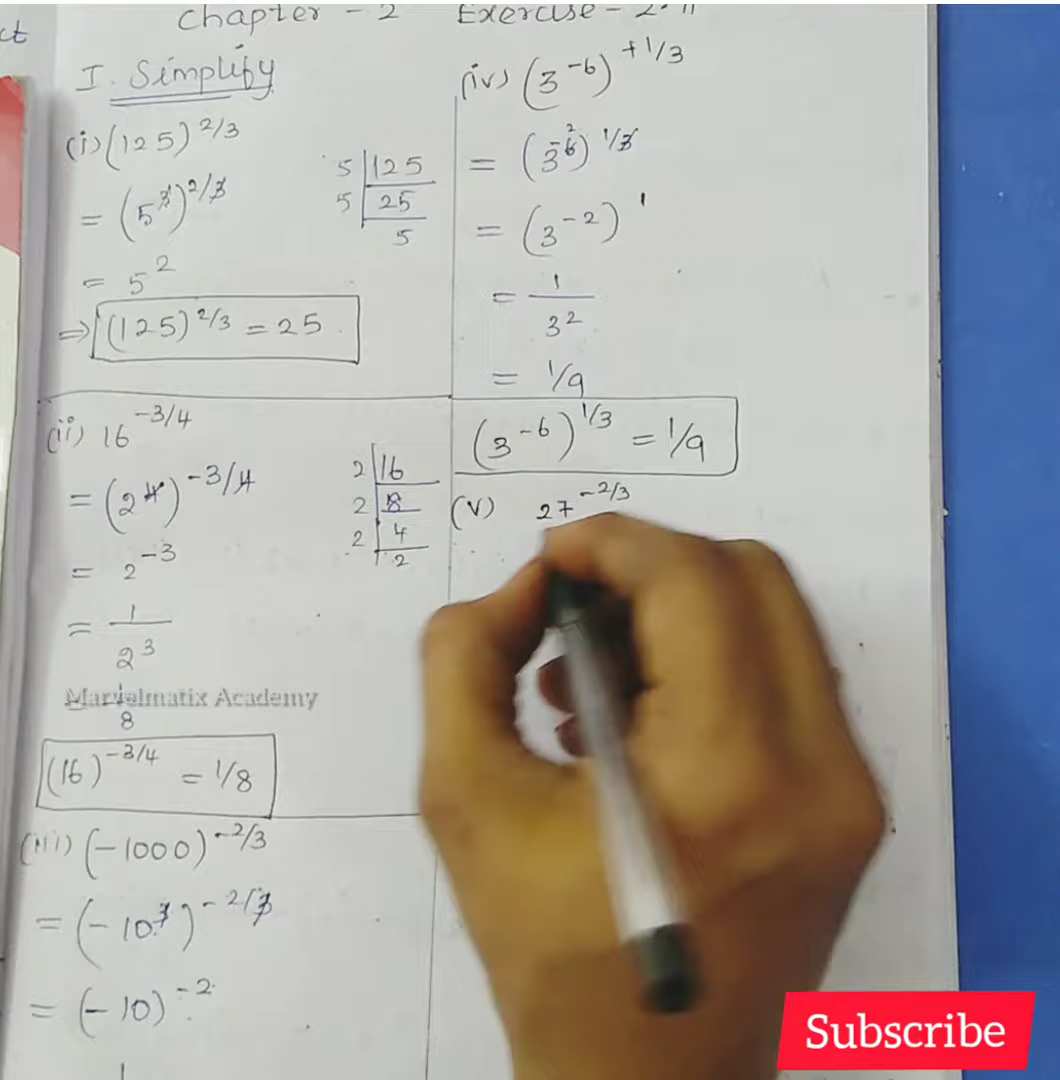 ct
Chapter - 2 Exercise - 2.11
I. Simplify
(i) (125)^2/3
= (5^3)^2/3
= 5^2
⇒ (125)^2/3 = 25
5 | 125
5 | 25
5
(ii) 16^-3/4
= (2^4)^-3/4
= 2^-3
= 1/2^3
1
8
(16)^-3/4 = 1/8
2 | 16
2 | 8
2 | 4
2
Marvelmatix Academy
(iii) (-1000)^-2/3
= (-10^3)^-2/3
= (-10)^-2
(iv) (3^-6)^+1/3
= (3^-6)^1/3
2
= (3^-2)^1
= 1/3^2
= 1/9
(3^-6)^1/3 = 1/9
(v) 27^-2/3
Subscribe